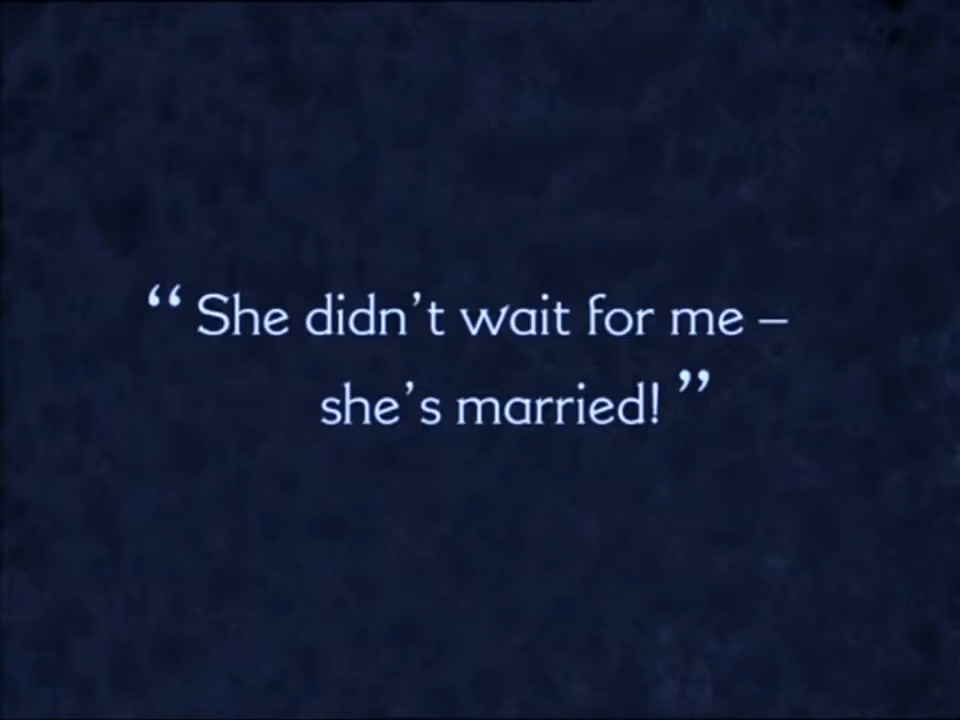 “ She didn’t wait for me –
she’s married! ”